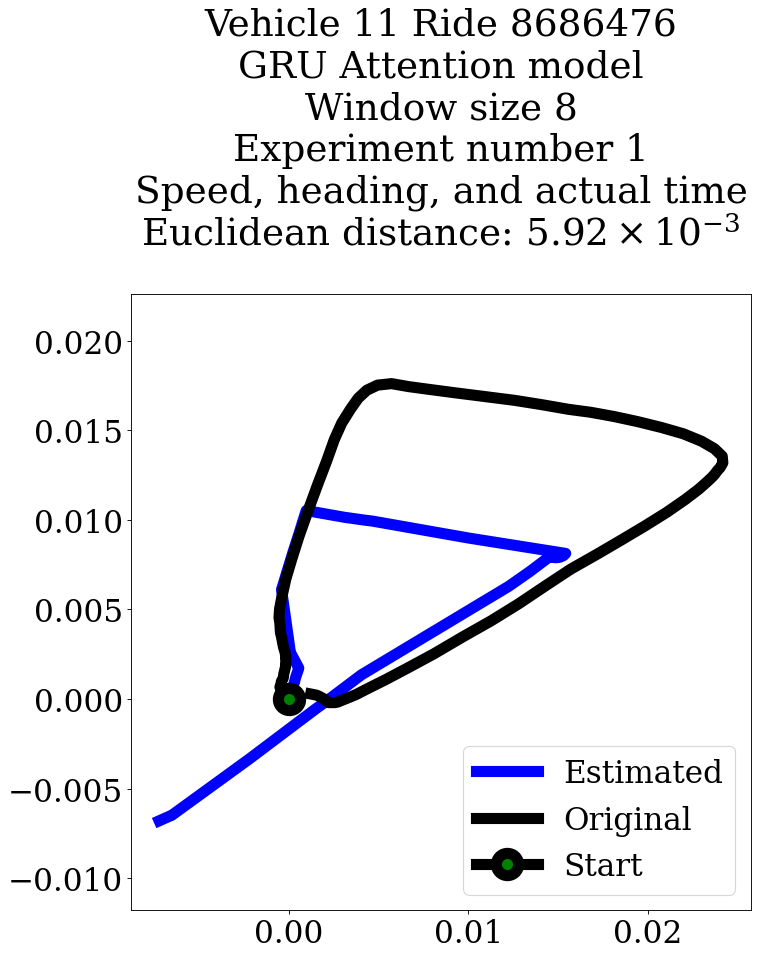 Vehicle 11 Ride 8686476
GRU Attention model
Window size 8
Experiment number 1
Speed, heading, and actual time
Euclidean distance: 5.92 × 10⁻³
0.020
0.015
0.010
0.005
0.000
−0.005
−0.010
0.00 0.01 0.02
Estimated
Original
Start